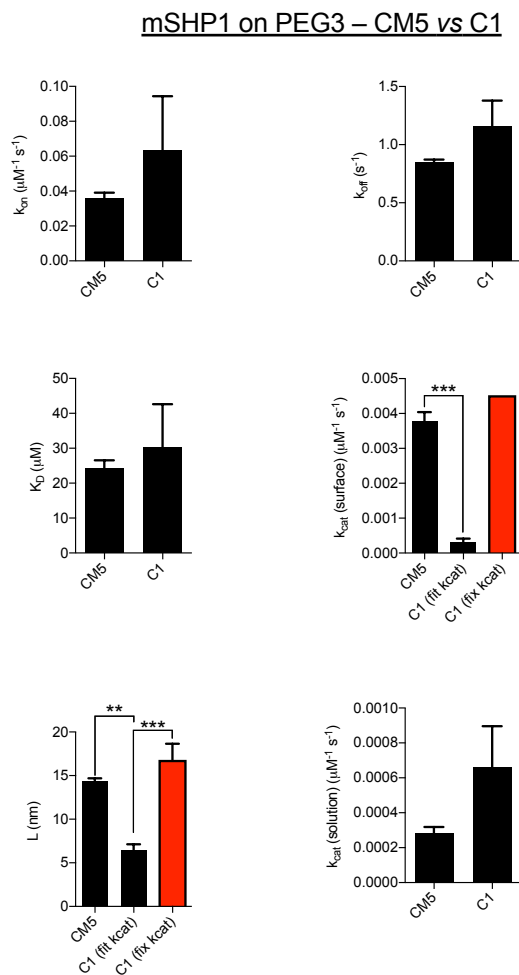 mSHP1 on PEG3 – CM5 vs C1
kon (µM-1 s-1)
0.10
0.08
0.06
0.04
0.02
0.00
CM5
C1
koff (s-1)
1.5
1.0
0.5
0.0
CM5
C1
KD (µM)
50
40
30
20
10
0
CM5
C1
kcat (surface) (µM-1 s-1)
0.005
0.004
0.003
0.002
0.001
0.000
***
CM5
C1 (fit kcat)
C1 (fix kcat)
L (nm)
20
15
10
5
0
**
***
CM5
C1 (fit kcat)
C1 (fix kcat)
kcat (solution) (µM-1 s-1)
0.0010
0.0008
0.0006
0.0004
0.0002
0.0000
CM5
C1